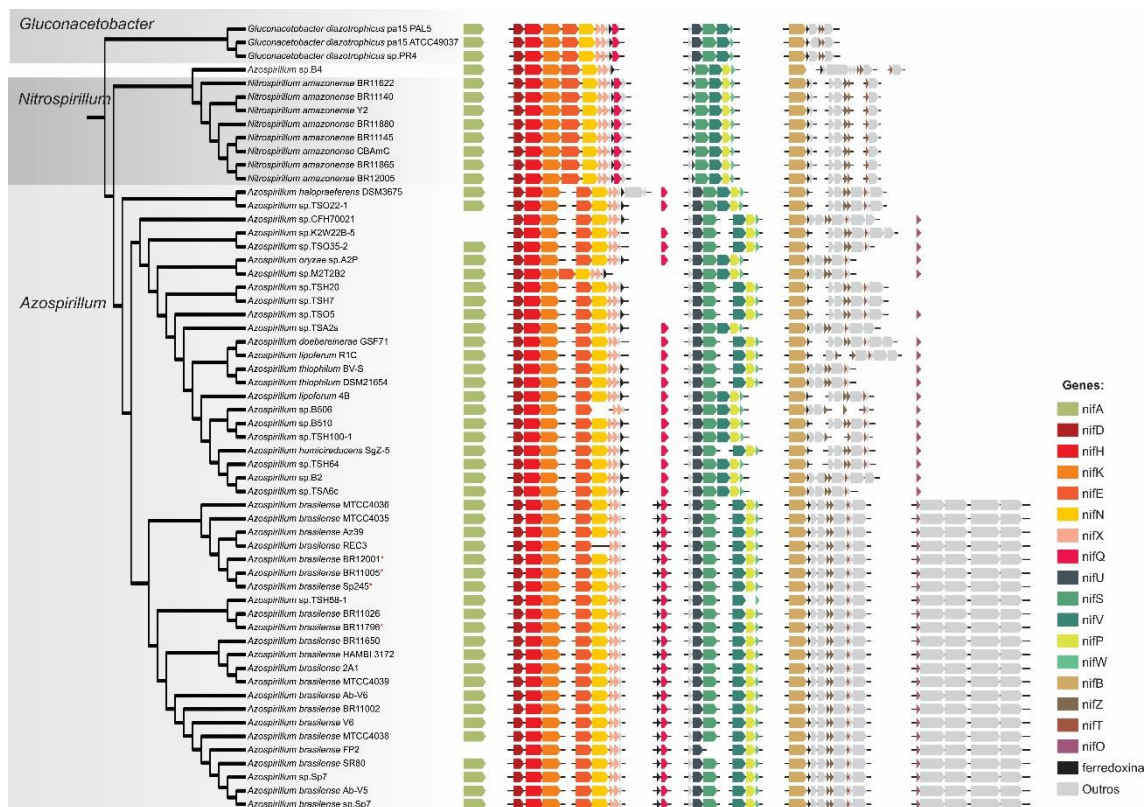 Gluconacetobacter
Gluconacetobacter diazotrophicus pa15 PAL5
Gluconacetobacter diazotrophicus pa15 ATCC49037
Gluconacetobacter diazotrophicus sp.PR4
Azospirillum sp.B4
Nitrospirillum
Nitrospirillum amazonense BR11622
Nitrospirillum amazonense BR11140
Nitrospirillum amazonense Y2
Nitrospirillum amazonense BR11880
Nitrospirillum amazonense BR11145
Nitrospirillum amazonense CBAmC
Nitrospirillum amazonense BR11865
Nitrospirillum amazonense BR12005
Azospirillum
Azospirillum halopraeferens DSM3675
Azospirillum sp.TSO22-1
Azospirillum sp.CFH70021
Azospirillum sp.K2W22B-5
Azospirillum sp.TSO35-2
Azospirillum oryzae sp.A2P
Azospirillum sp.M2T2B2
Azospirillum sp.TSH20
Azospirillum sp.TSH7
Azospirillum sp.TSO5
Azospirillum sp.TSA2s
Azospirillum doebereinerae GSF71
Azospirillum lipoferum R1C
Azospirillum thiophilum BV-S
Azospirillum thiophilum DSM21654
Azospirillum lipoferum 4B
Azospirillum sp.B506
Azospirillum sp.B510
Azospirillum sp.TSH100-1
Azospirillum humicireducens SgZ-5
Azospirillum sp.TSH64
Azospirillum sp.B2
Azospirillum sp.TSA6c
Azospirillum brasilense MTCC4036
Azospirillum brasilense MTCC4035
Azospirillum brasilense Az39
Azospirillum brasilense REC3
Azospirillum brasilense BR12001*
Azospirillum brasilense BR11005*
Azospirillum brasilense Sp245*
Azospirillum sp.TSH58-1
Azospirillum brasilense BR11026
Azospirillum brasilense BR11796*
Azospirillum brasilense BR11650
Azospirillum brasilense HAMBI 3172
Azospirillum brasilense 2A1
Azospirillum brasilense MTCC4039
Azospirillum brasilense Ab-V6
Azospirillum brasilense BR11002
Azospirillum brasilense V6
Azospirillum brasilense MTCC4038
Azospirillum brasilense FP2
Azospirillum brasilense SR80
Azospirillum sp.Sp7
Azospirillum brasilense Ab-V5
Azospirillum brasilense sp.Sp7
Genes:
nifA
nifD
nifH
nifK
nifE
nifN
nifX
nifQ
nifU
nifS
nifV
nifP
nifW
nifB
nifZ
nifT
nifO
ferredoxina
Outros